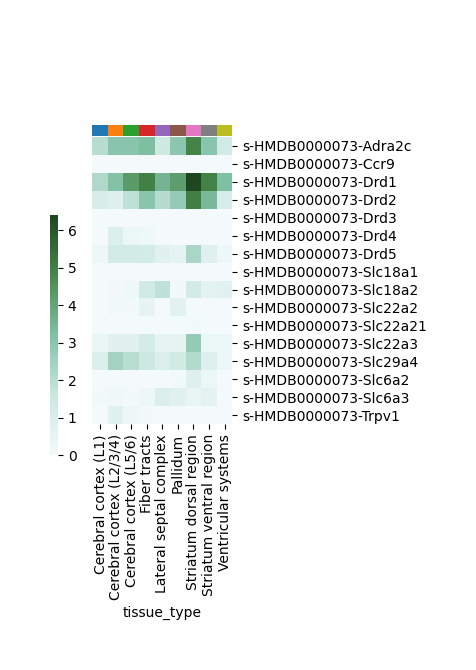 s-HMDB0000073-Adra2c
s-HMDB0000073-Ccr9
s-HMDB0000073-Drd1
s-HMDB0000073-Drd2
s-HMDB0000073-Drd3
s-HMDB0000073-Drd4
s-HMDB0000073-Drd5
s-HMDB0000073-Slc18a1
s-HMDB0000073-Slc18a2
s-HMDB0000073-Slc22a2
s-HMDB0000073-Slc22a21
s-HMDB0000073-Slc22a3
s-HMDB0000073-Slc29a4
s-HMDB0000073-Slc6a2
s-HMDB0000073-Slc6a3
s-HMDB0000073-Trpv1
6
5
4
3
2
1
0
Cerebral cortex (L1)
Cerebral cortex (L2/3/4)
Cerebral cortex (L5/6)
Fiber tracts
Lateral septal complex
Pallidum
Striatum dorsal region
Striatum ventral region
Ventricular systems
tissue_type